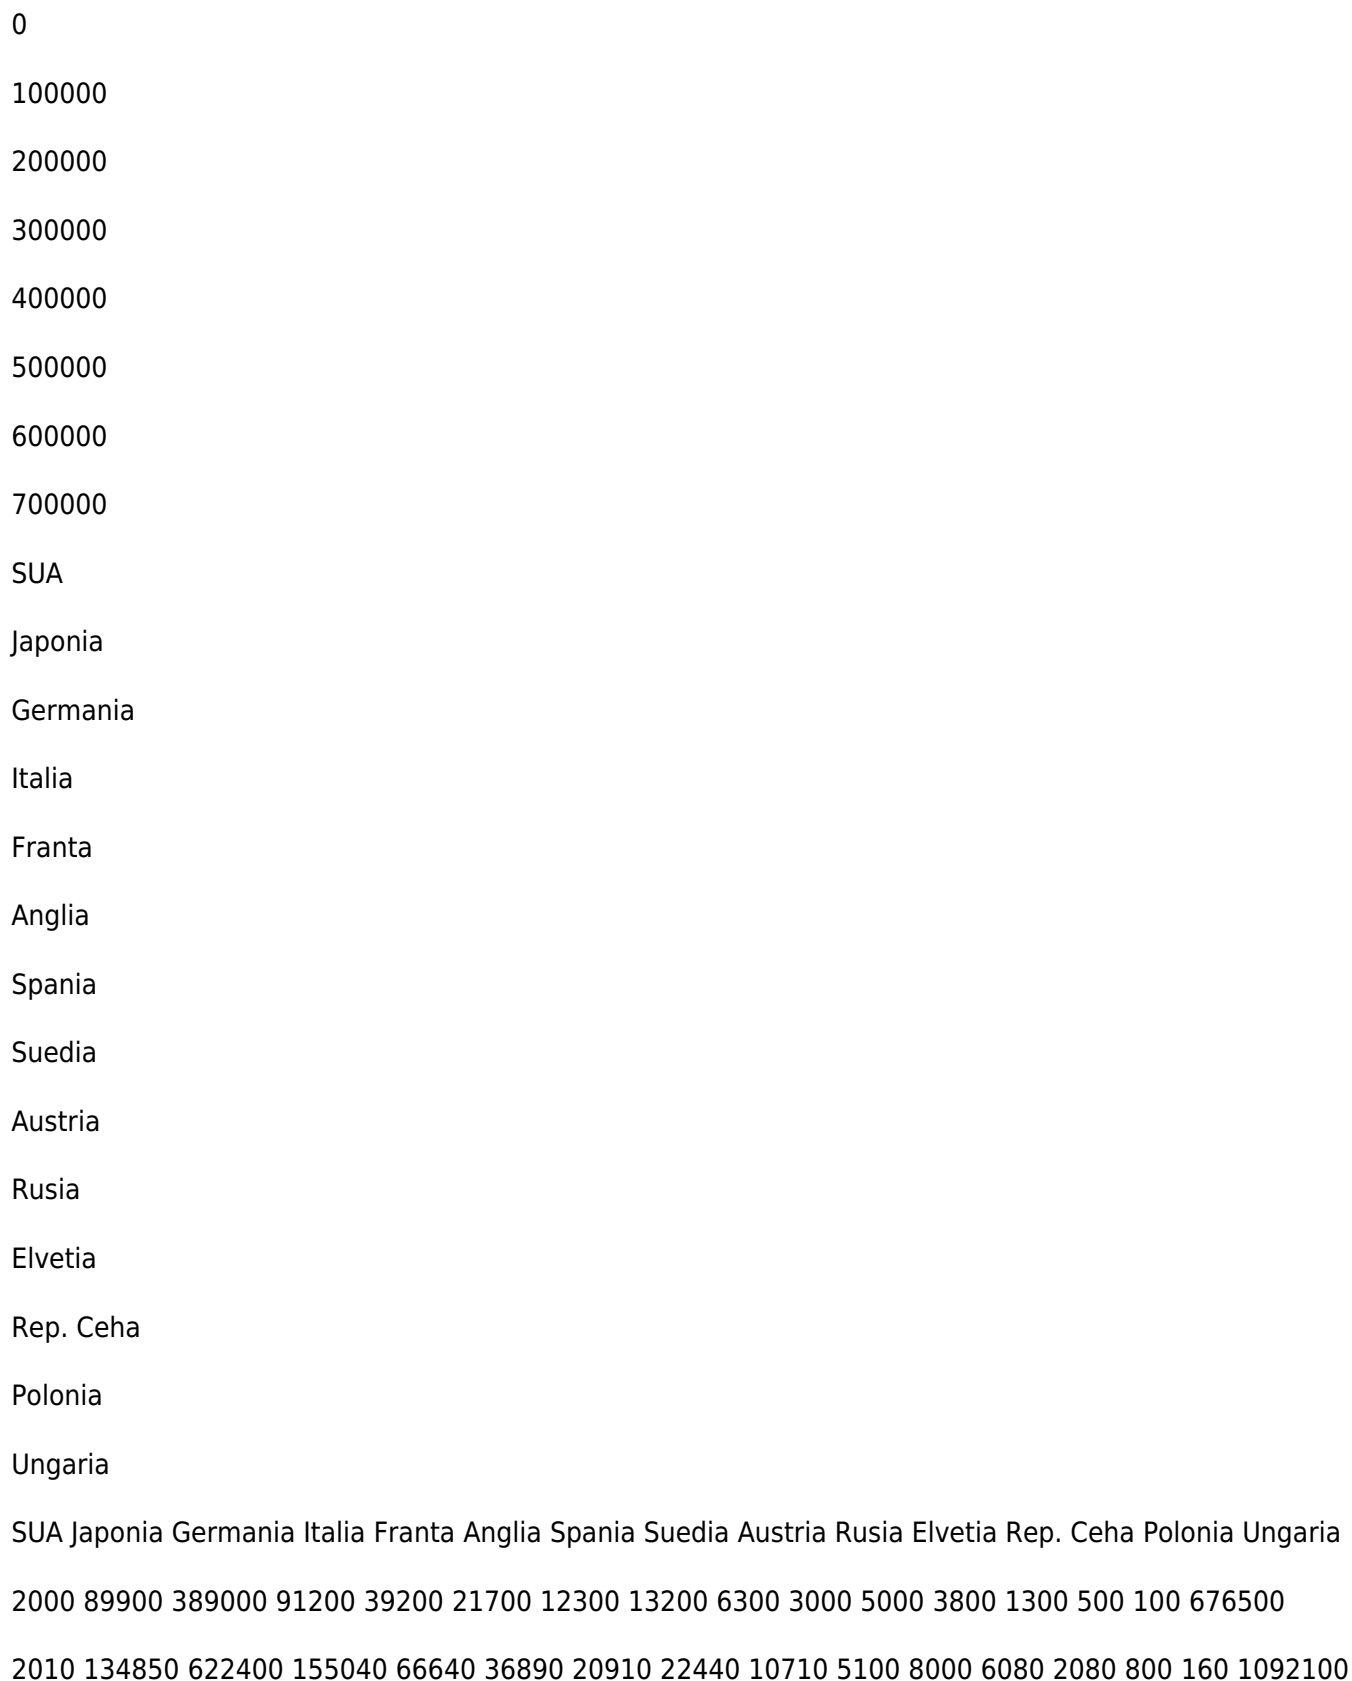 0
100000
200000
300000
400000
500000
600000
700000
SUA
Japonia
Germania
Italia
Franta
Anglia
Spania
Suedia
Austria
Rusia
Elvetia
Rep. Ceha
Polonia
Ungaria
SUA Japonia Germania Italia Franta Anglia Spania Suedia Austria Rusia Elvetia Rep. Ceha Polonia Ungaria
2000 89900 389000 91200 39200 21700 12300 13200 6300 3000 5000 3800 1300 500 100 676500
2010 134850 622400 155040 66640 36890 20910 22440 10710 5100 8000 6080 2080 800 160 1092100